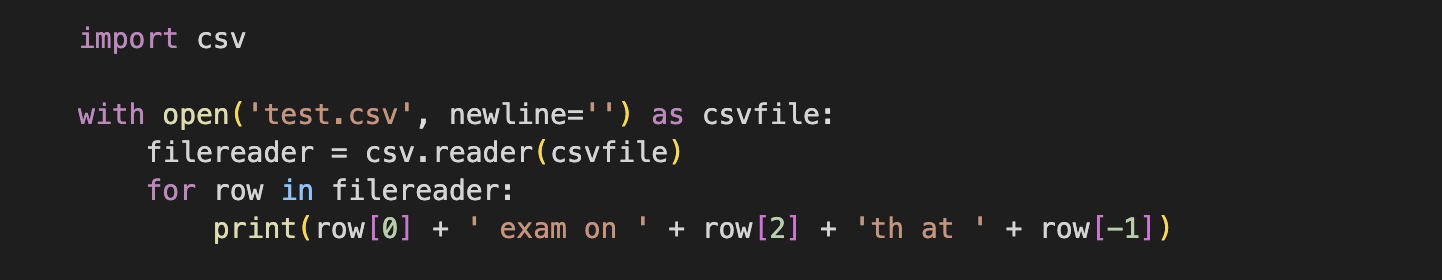 import csv
with open('test.csv', newline='') as csvfile:
    filereader = csv.reader(csvfile)
    for row in filereader:
        print(row[0] + ' exam on ' + row[2] + 'th at ' + row[-1])